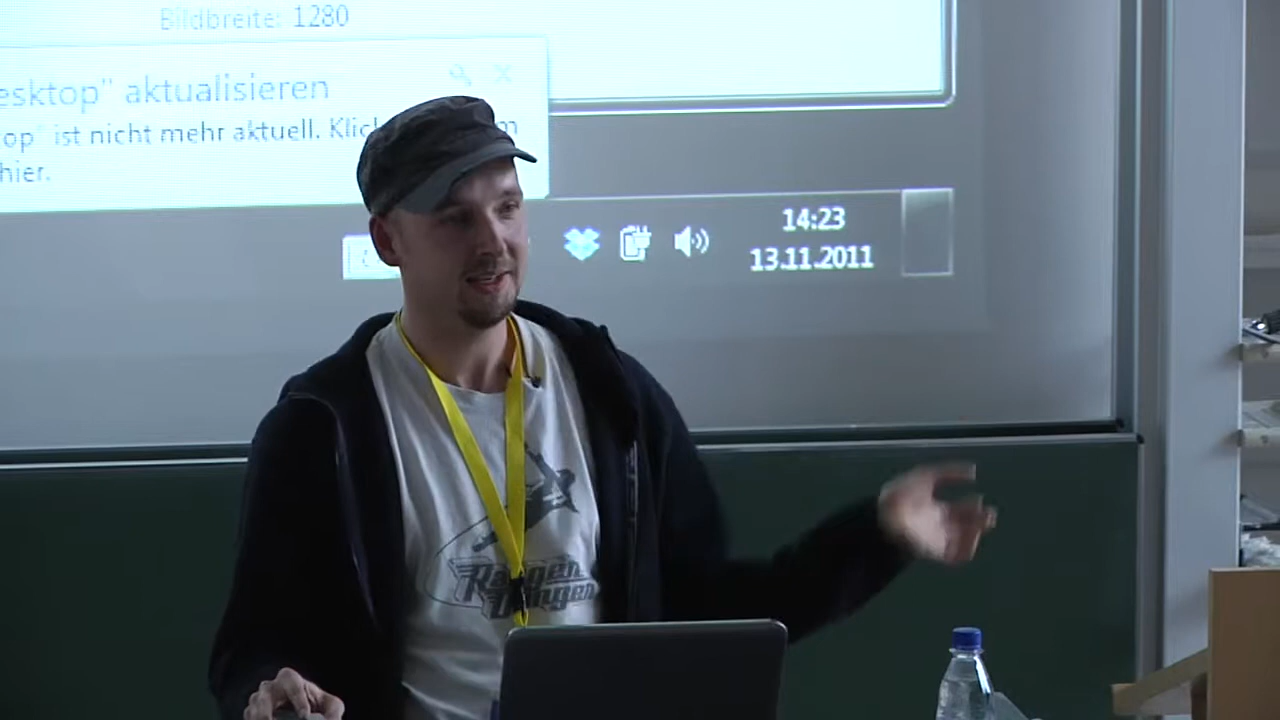 Bildbreite: 1280
esktop" aktualisieren
op" ist nicht mehr aktuell. Klic
hier.
14:23
13.11.2011